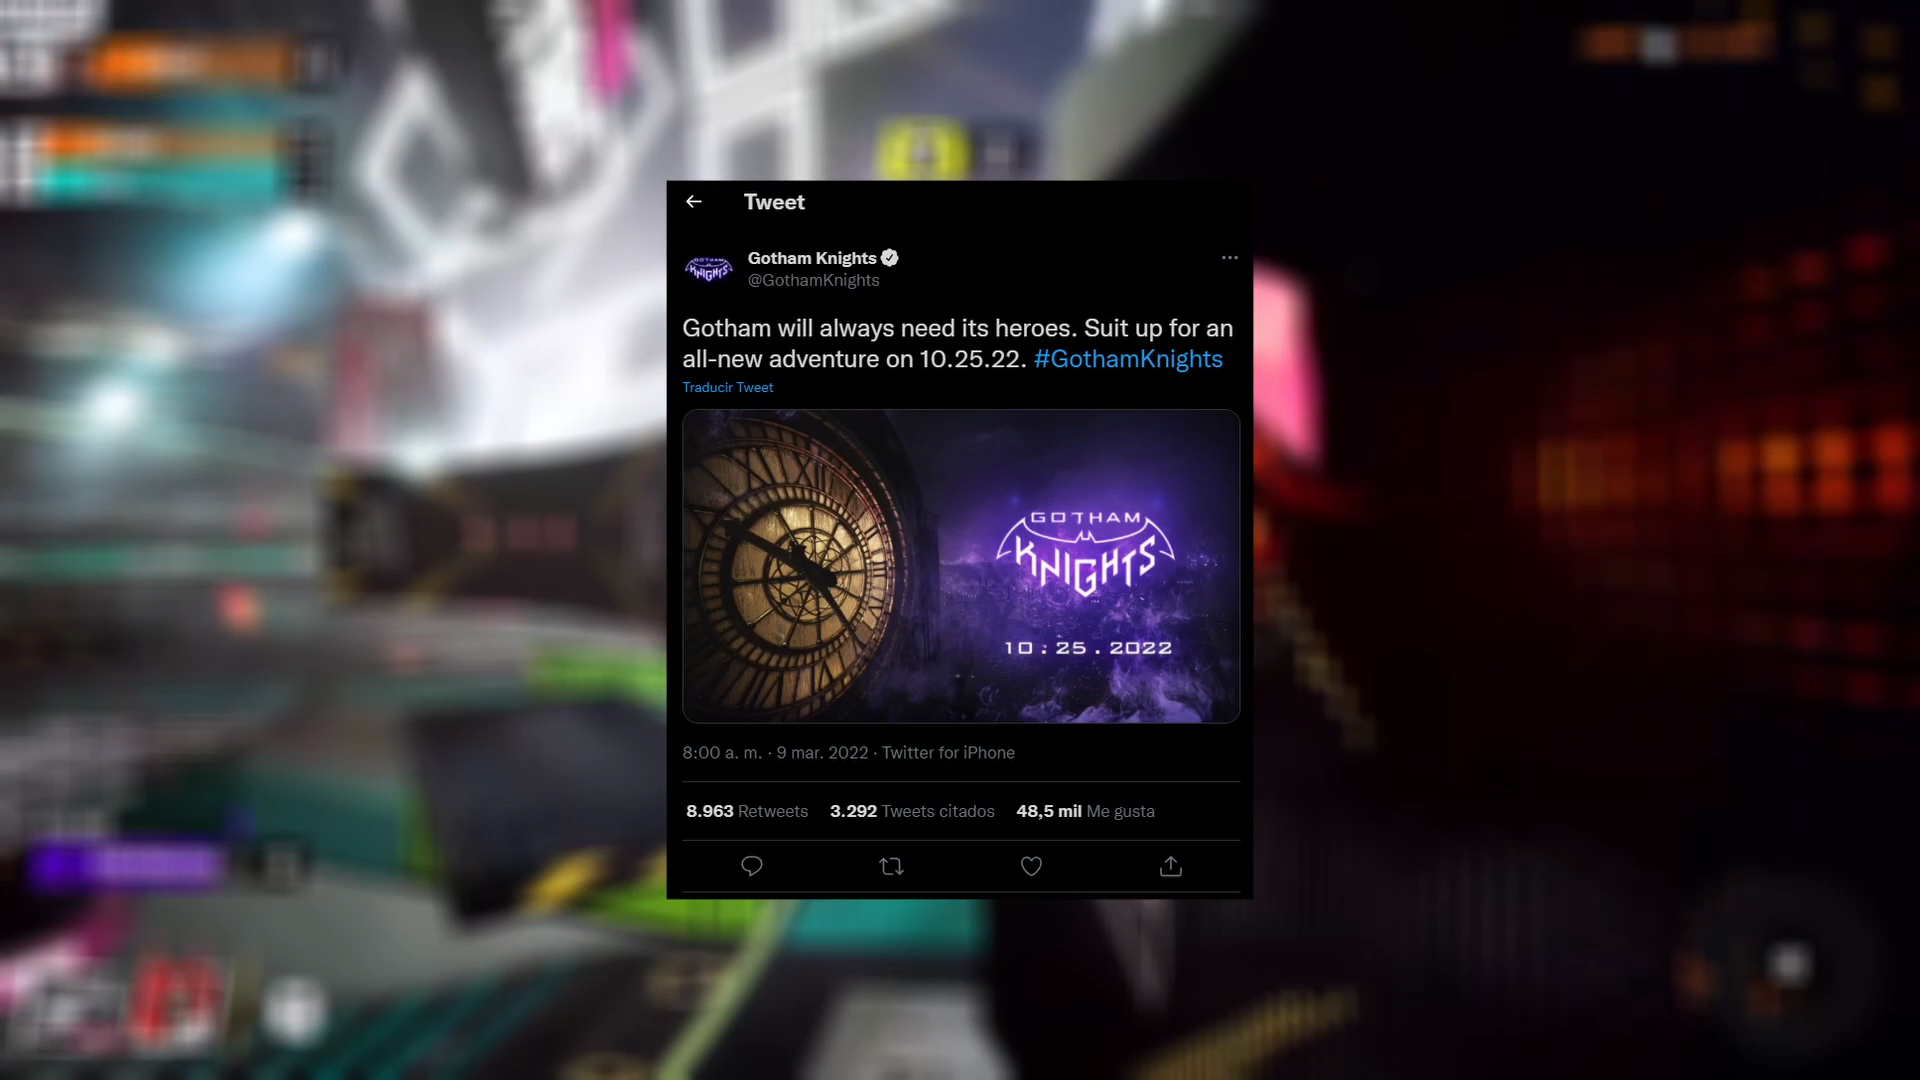 Tweet
GOTHAM
KNIGHTS
Gotham Knights
@GothamKnights
Gotham will always need its heroes. Suit up for an
all-new adventure on 10.25.22. #GothamKnights
Traducir Tweet
GOTHAM
KNIGHTS
10 : 25 . 2022
8:00 a. m. · 9 mar. 2022 · Twitter for iPhone
8.963 Retweets 3.292 Tweets citados 48,5 mil Me gusta